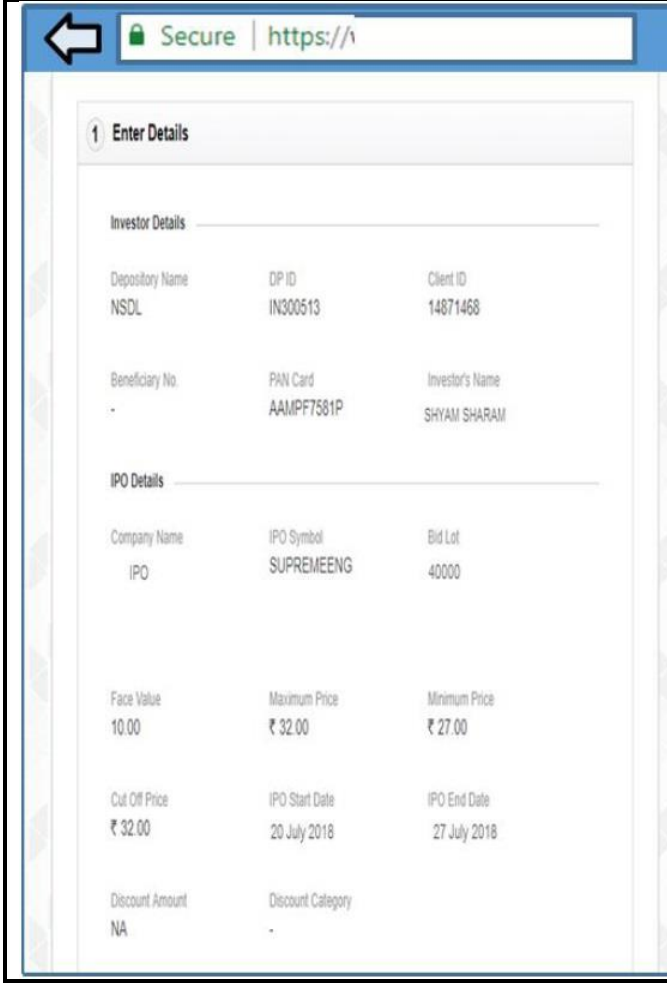 Secure | https://
1 Enter Details
Investor Details
Depository Name DP ID Client ID
NSDL IN300513 14871468
Beneficiary No. PAN Card Investor's Name
- AAMPF7581P SHYAM SHARAM
IPO Details
Company Name IPO Symbol Bid Lot
IPO SUPREMEENG 40000
Face Value Maximum Price Minimum Price
10.00 ₹ 32.00 ₹ 27.00
Cut Off Price IPO Start Date IPO End Date
₹ 32.00 20 July 2018 27 July 2018
Discount Amount Discount Category
NA -